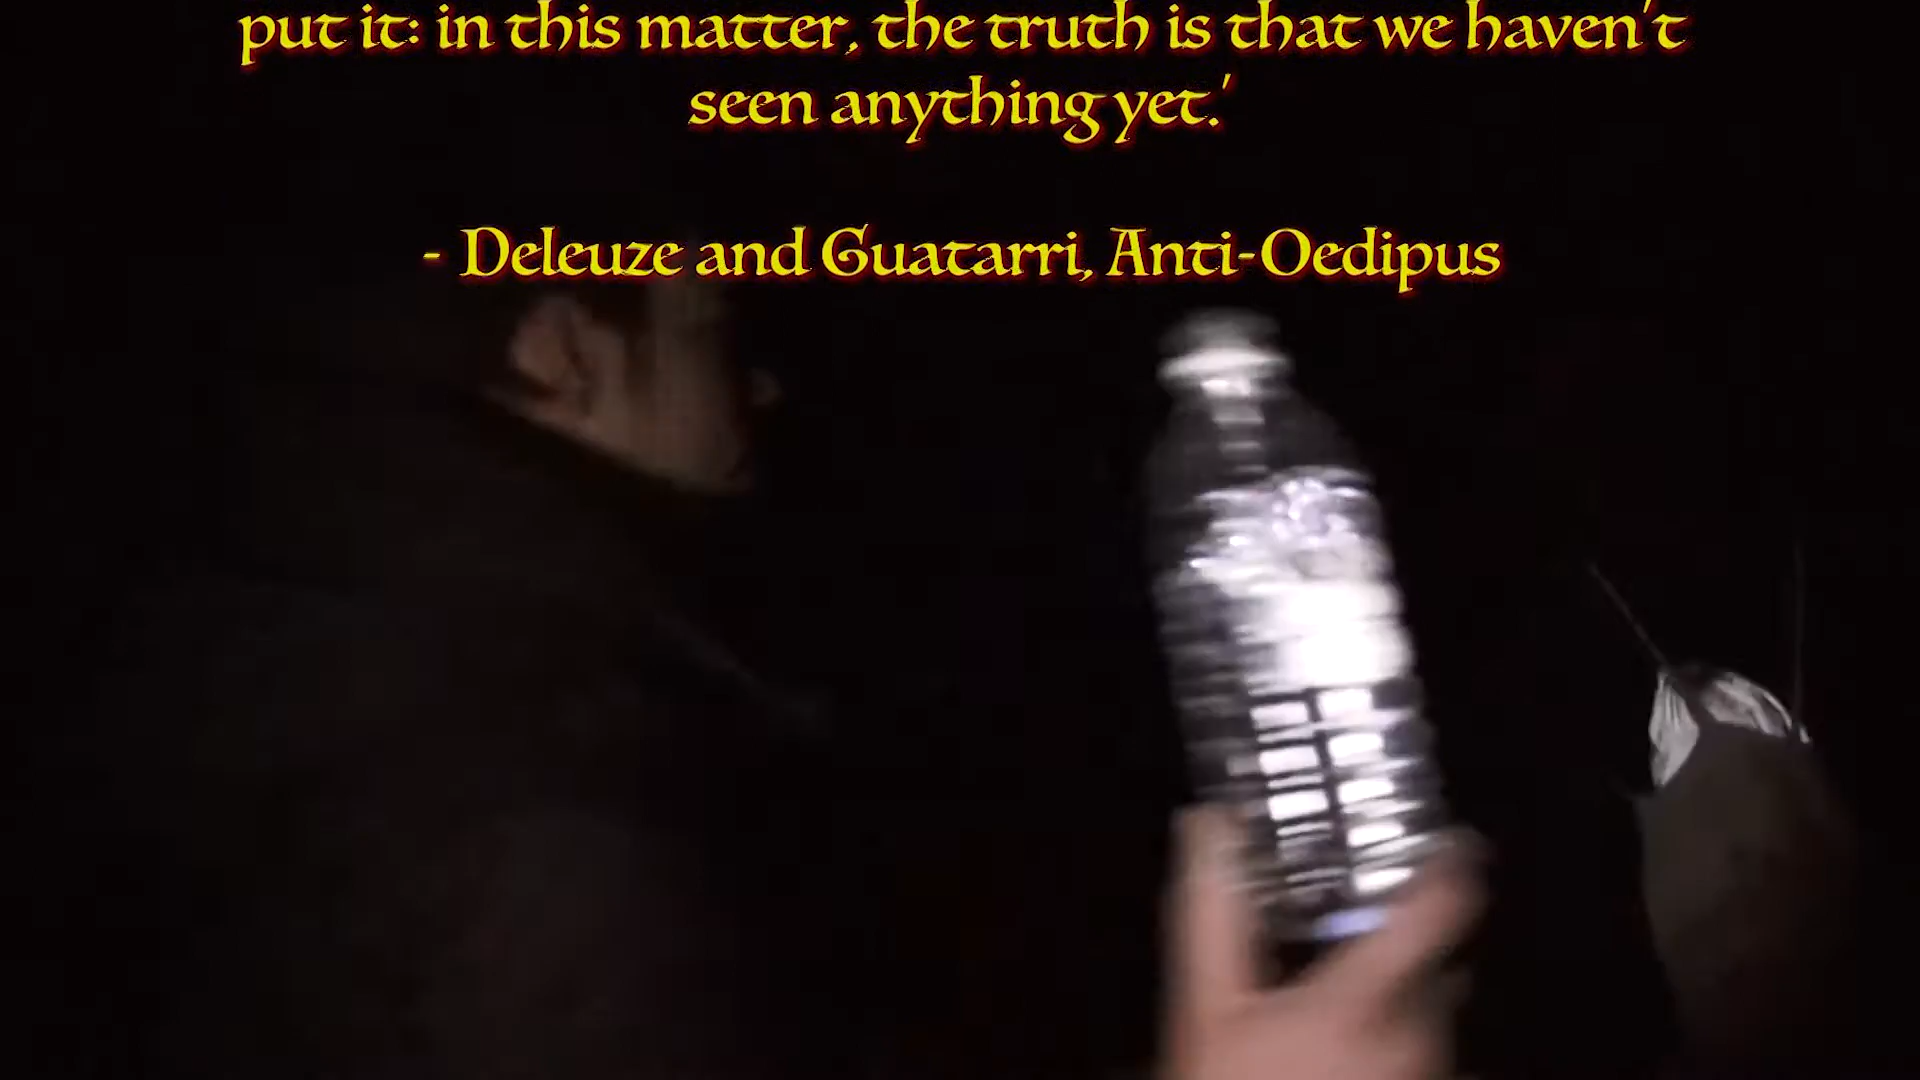 put it: in this matter, the truth is that we haven't
seen anything yet.'
- Deleuze and Guatarri, Anti-Oedipus